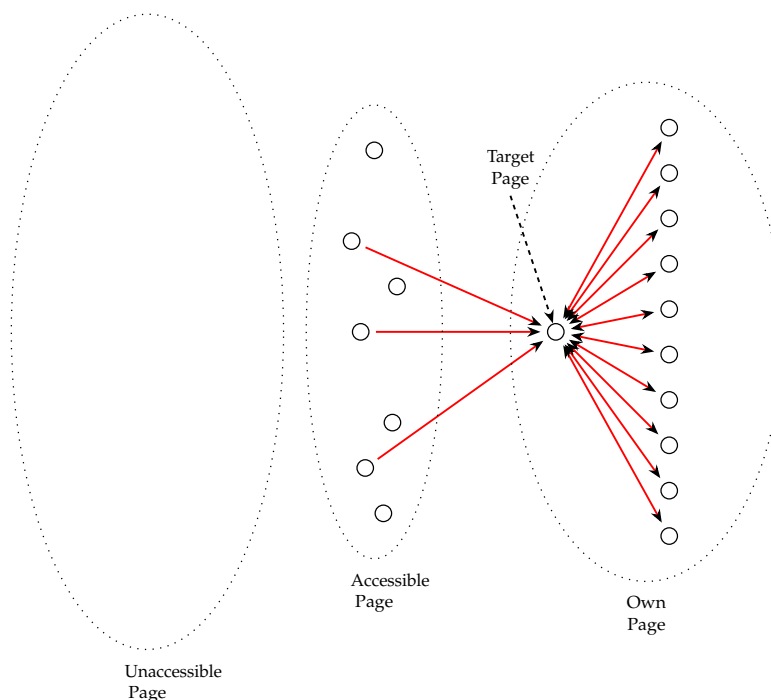 Target
Page
Accessible
Page
Own
Page
Unaccessible
Page